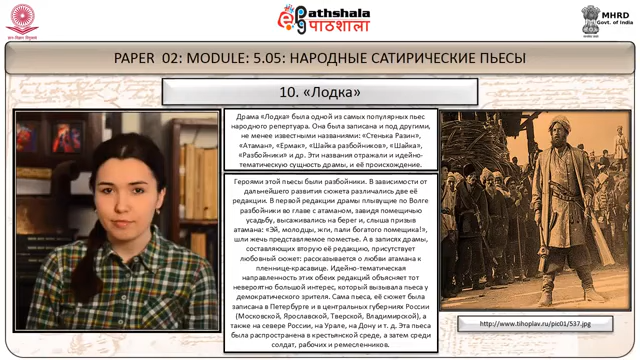 ePathshala
पाठशाला
MHRD
Govt. of India
PAPER 02: MODULE: 5.05: НАРОДНЫЕ САТИРИЧЕСКИЕ ПЬЕСЫ
10. «Лодка»
Драма «Лодка» была одной из самых популярных пьес
народного репертуара. Она была записана и под другими,
не менее известными названиями: «Стенька Разин»,
«Атаман», «Ермак», «Шайка разбойников», «Шайка»,
«Разбойники» и др. Эти названия отражали и идейно-
тематическую сущность драмы, и её происхождение.
Героями этой пьесы были разбойники. В зависимости от
дальнейшего развития сюжета различались две её
редакции. В первой редакции драмы плывущие по Волге
разбойники во главе с атаманом, завидя помещичью
усадьбу, высаживались на берег и, слыша призыв
атамана: «Эй, молодцы, жги, пали богатого помещика!»,
шли жечь представляемое поместье. А в записях драмы,
составляющих вторую её редакцию, присутствует
любовный сюжет: рассказывается о любви атамана к
пленнице-красавице. Идейно-тематическая
направленность этих обеих редакций объясняет тот
невероятно большой интерес, который вызывала пьеса у
демократического зрителя. Сама пьеса, её сюжет была
записана в Петербурге и в центральных губерниях России
(Московской, Ярославской, Тверской, Владимирской), а
также на севере России, на Урале, на Дону и т. д. Эта пьеса
была распространена в крестьянской среде, а затем среди
солдат, рабочих и ремесленников.
http://www.tihoplav.ru/pic01/537.jpg